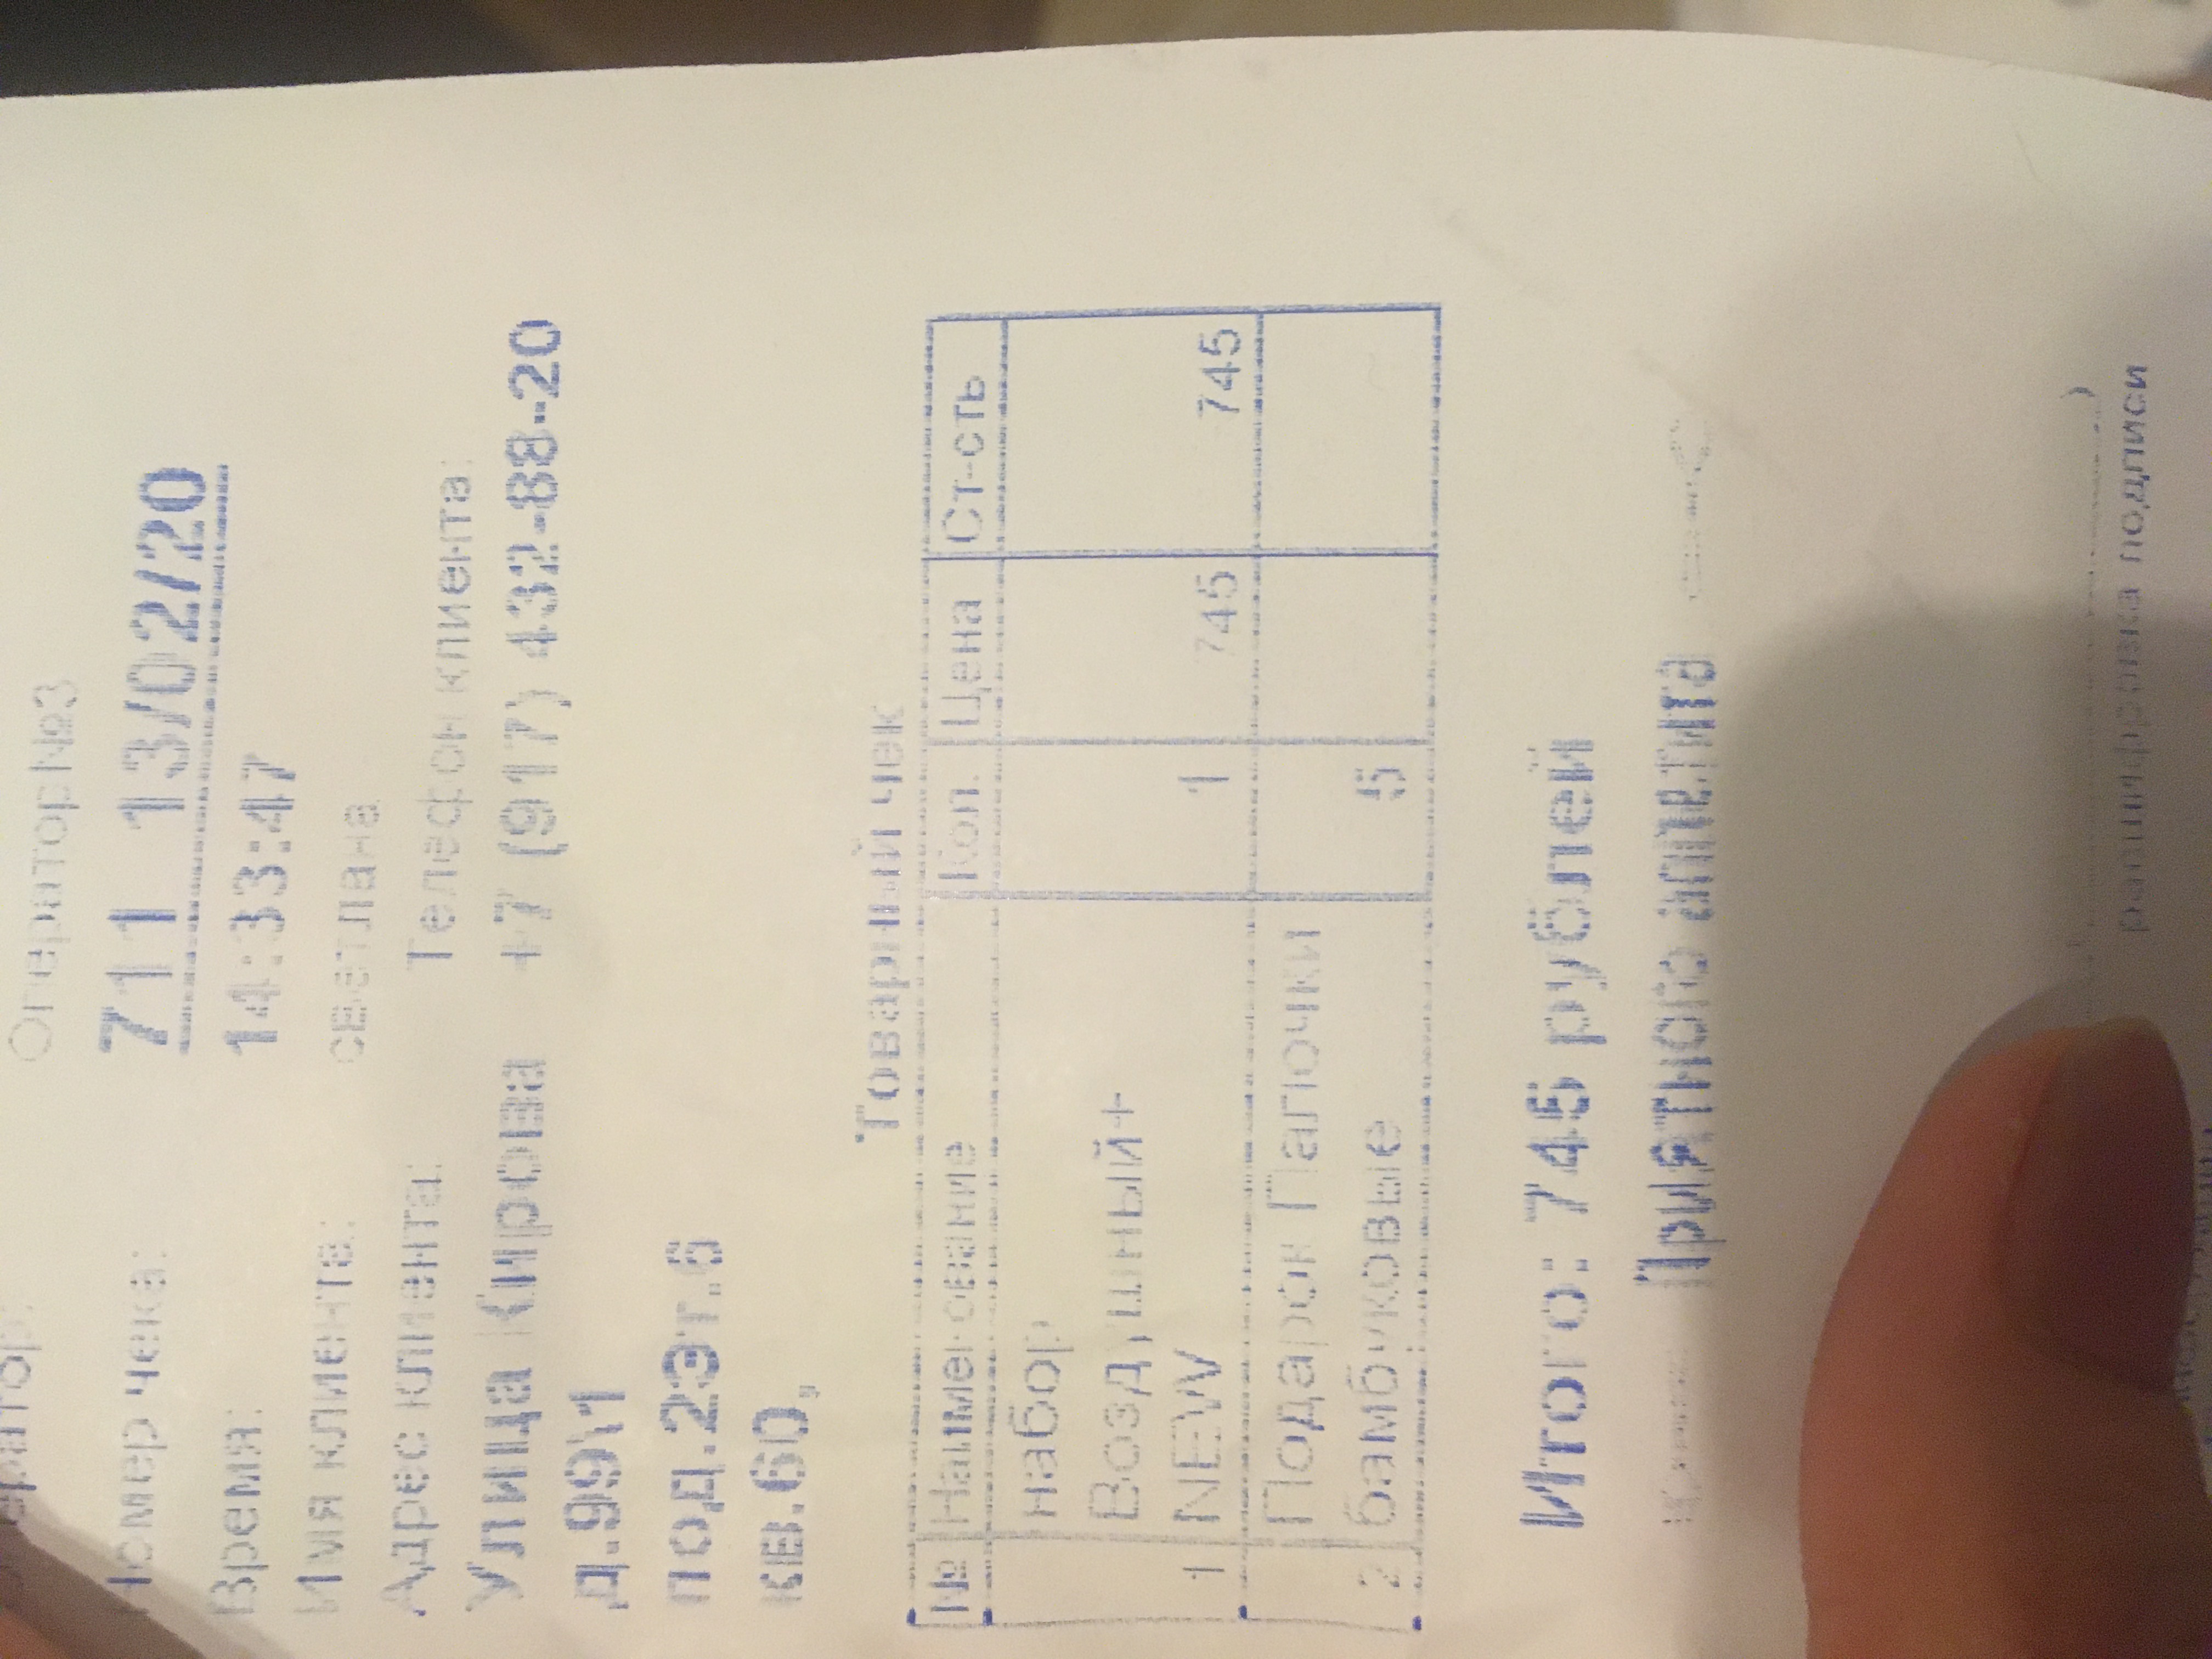 Оператор: Оператор№3
Номер чека: 711 13/02/20
Время: 14:33:47
Имя клиента: светлана
Адрес клиента: Телефон клиента:
Улица Кирова +7 (917) 432-88-20
д.99\1
под.2Эт.6
кв.60,
Товарный чек
№ Наименование Кол. Цена Ст-сть
набор
Воздушный+
1 NEW 1 745 745
Подарок Палочки
2 бамбуковые 5
Итого: 745 рублей
Приятного аппетита
расшифровка подписи